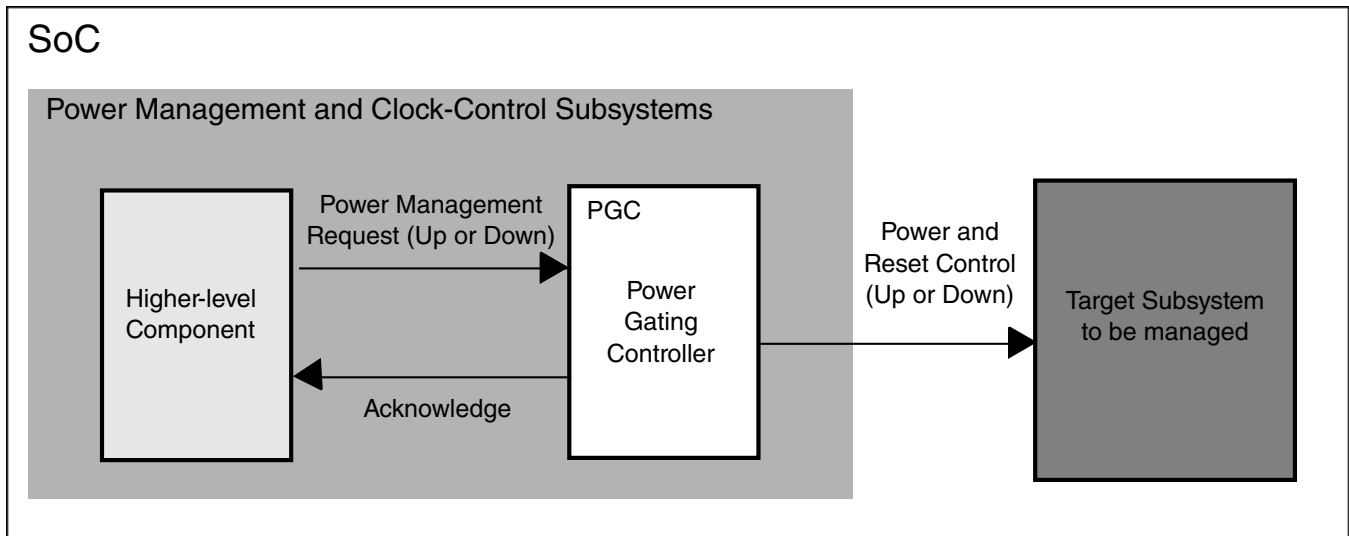 SoC
Power Management and Clock-Control Subsystems
Higher-level
Component
Power Management
Request (Up or Down)
Acknowledge
PGC
Power
Gating
Controller
Power and
Reset Control
(Up or Down)
Target Subsystem
to be managed